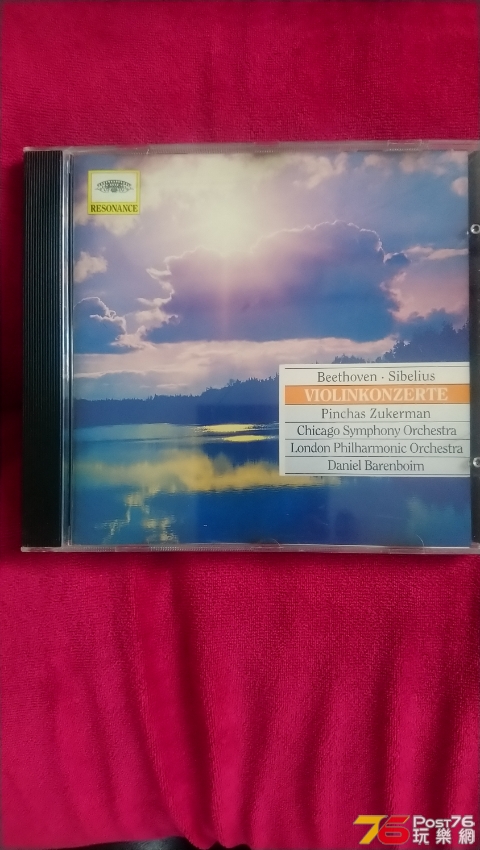 RESONANCE
Beethoven · Sibelius
VIOLINKONZERTE
Pinchas Zukerman
Chicago Symphony Orchestra
London Philharmonic Orchestra
Daniel Barenboim
76 Post76
玩樂網